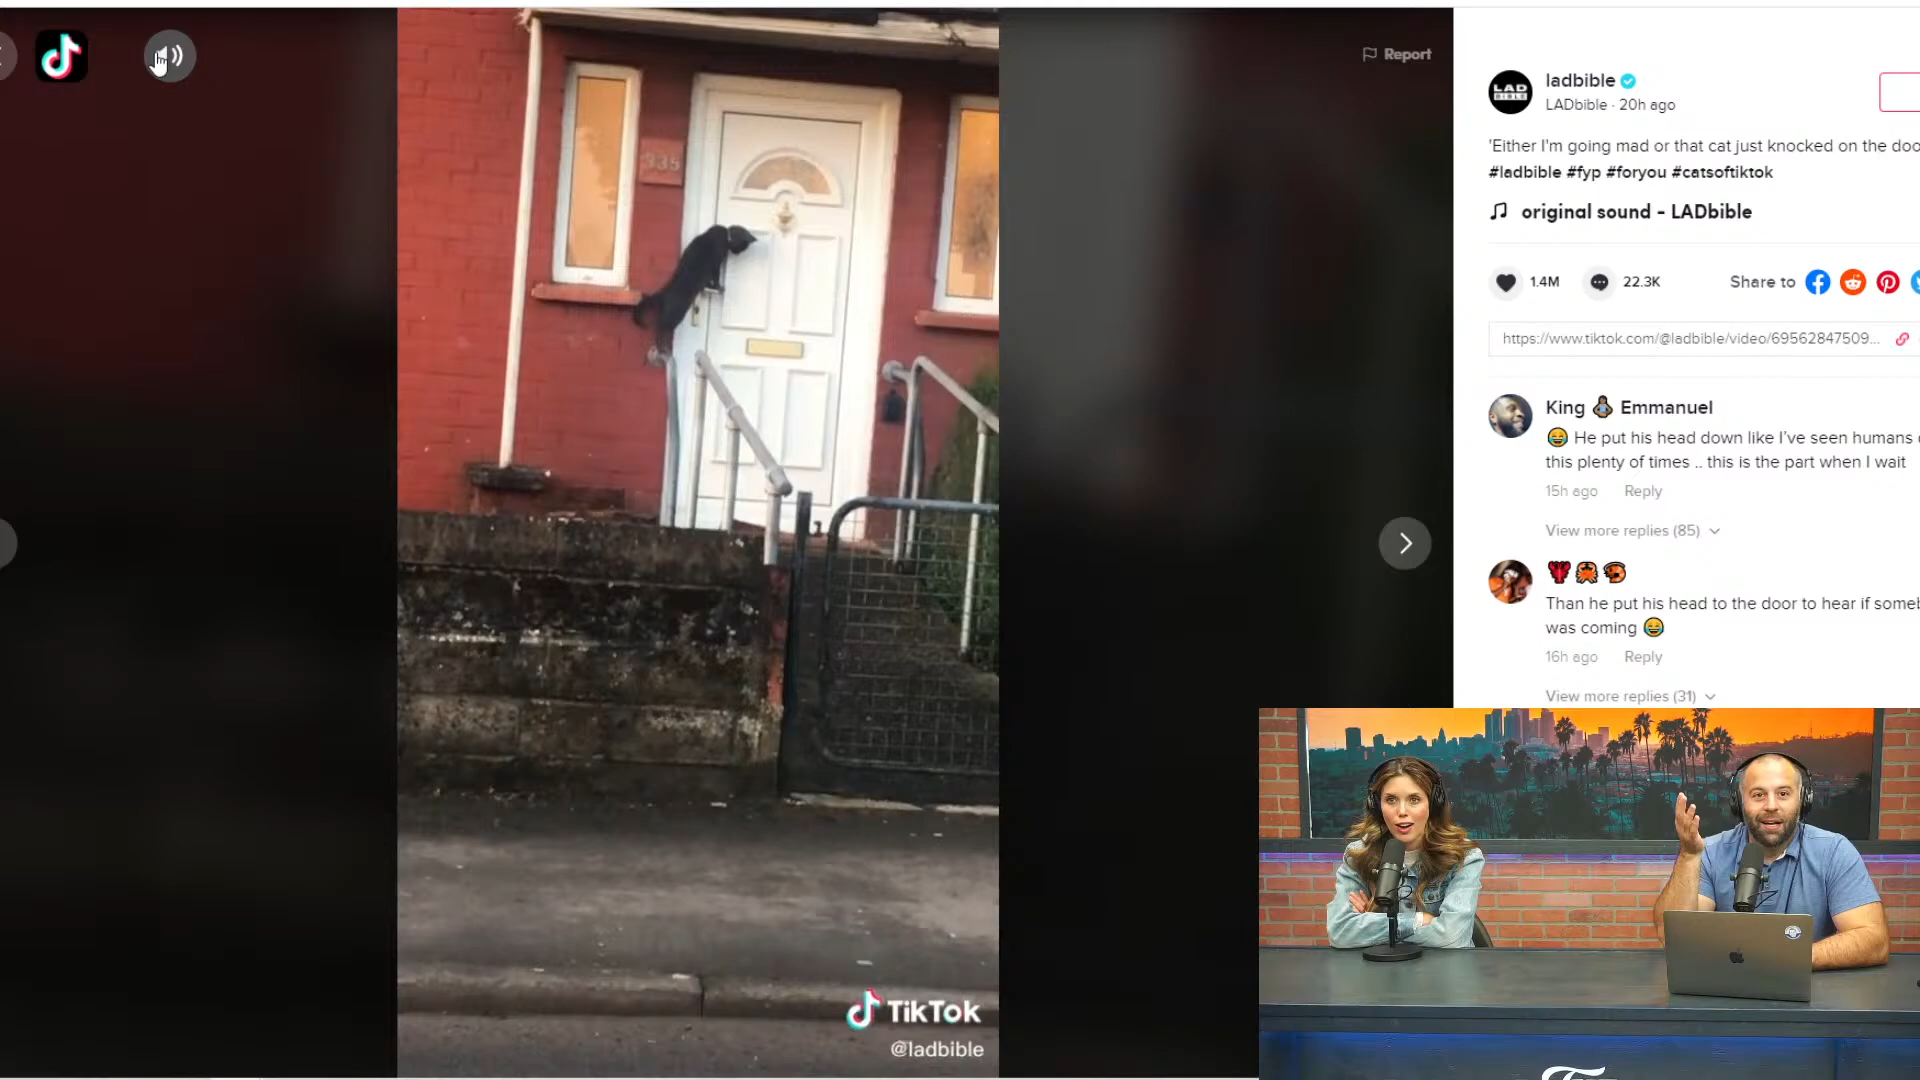 Report
335
TikTok
@ladbible
LAD
BIBLE
ladbible
LADbible · 20h ago
'Either I'm going mad or that cat just knocked on the doo
#ladbible #fyp #foryou #catsoftiktok
original sound - LADbible
1.4M
22.3K
Share to
https://www.tiktok.com/@ladbible/video/69562847509...
King Emmanuel
He put his head down like I've seen humans
this plenty of times .. this is the part when I wait
15h ago Reply
View more replies (85)
Than he put his head to the door to hear if someb
was coming
16h ago Reply
View more replies (31)